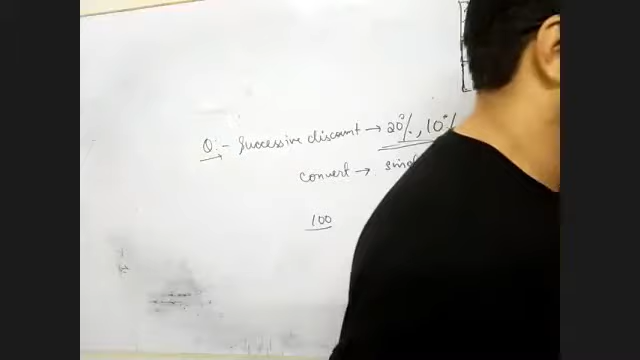 Q:- Successive discount → 20%, 10%
convert →
100